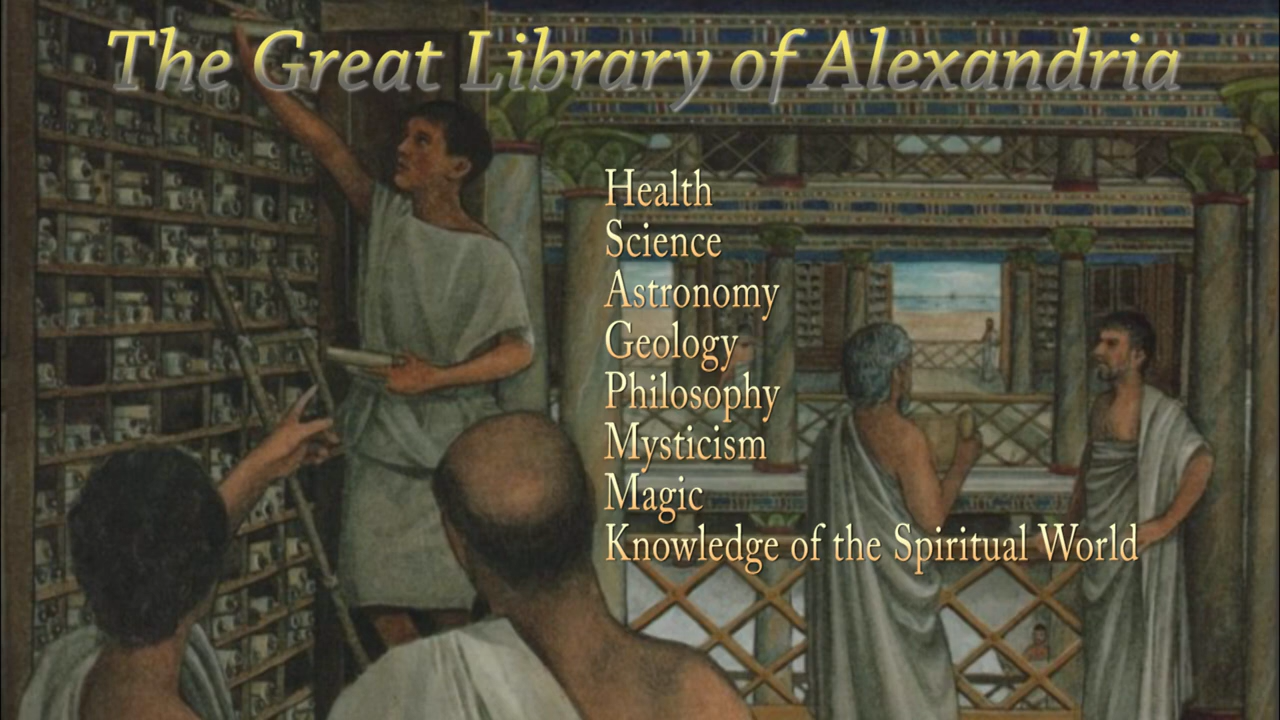 The Great Library of Alexandria
Health
Science
Astronomy
Geology
Philosophy
Mysticism
Magic
Knowledge of the Spiritual World